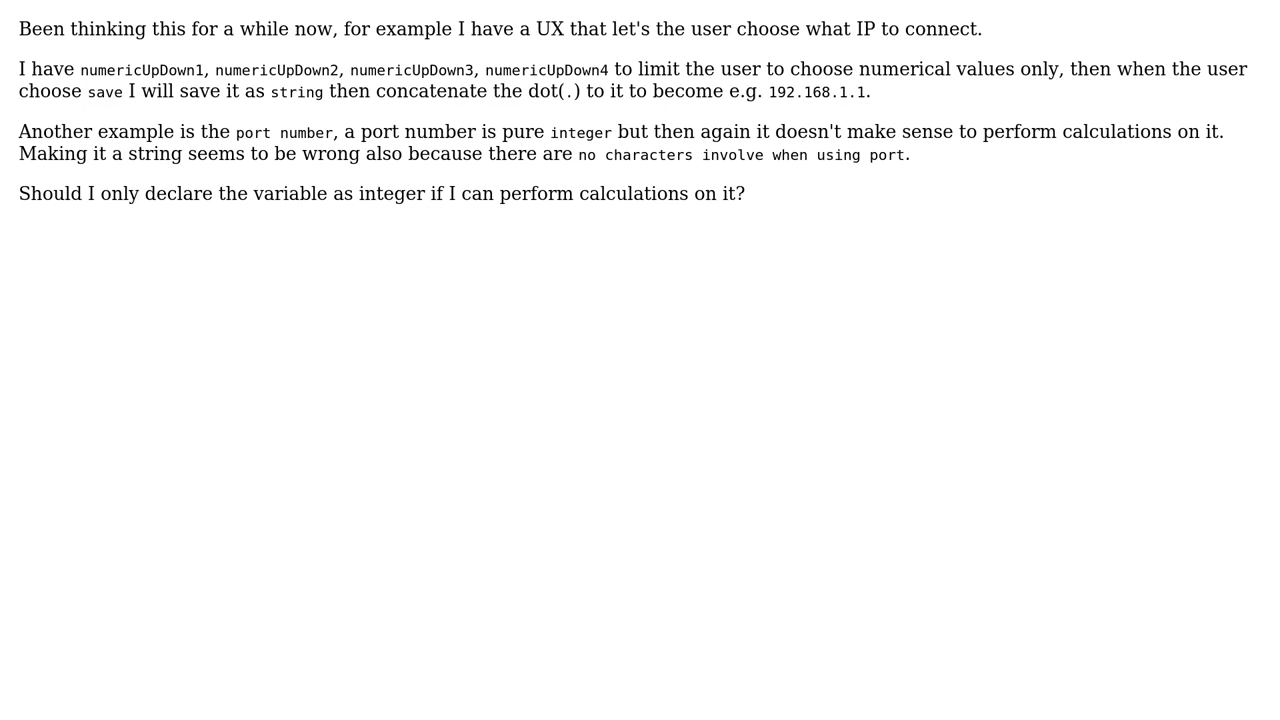 Been thinking this for a while now, for example I have a UX that let's the user choose what IP to connect.
I have numericUpDown1, numericUpDown2, numericUpDown3, numericUpDown4 to limit the user to choose numerical values only, then when the user
choose save I will save it as string then concatenate the dot(.) to it to become e.g. 192.168.1.1.
Another example is the port number, a port number is pure integer but then again it doesn't make sense to perform calculations on it.
Making it a string seems to be wrong also because there are no characters involve when using port.
Should I only declare the variable as integer if I can perform calculations on it?